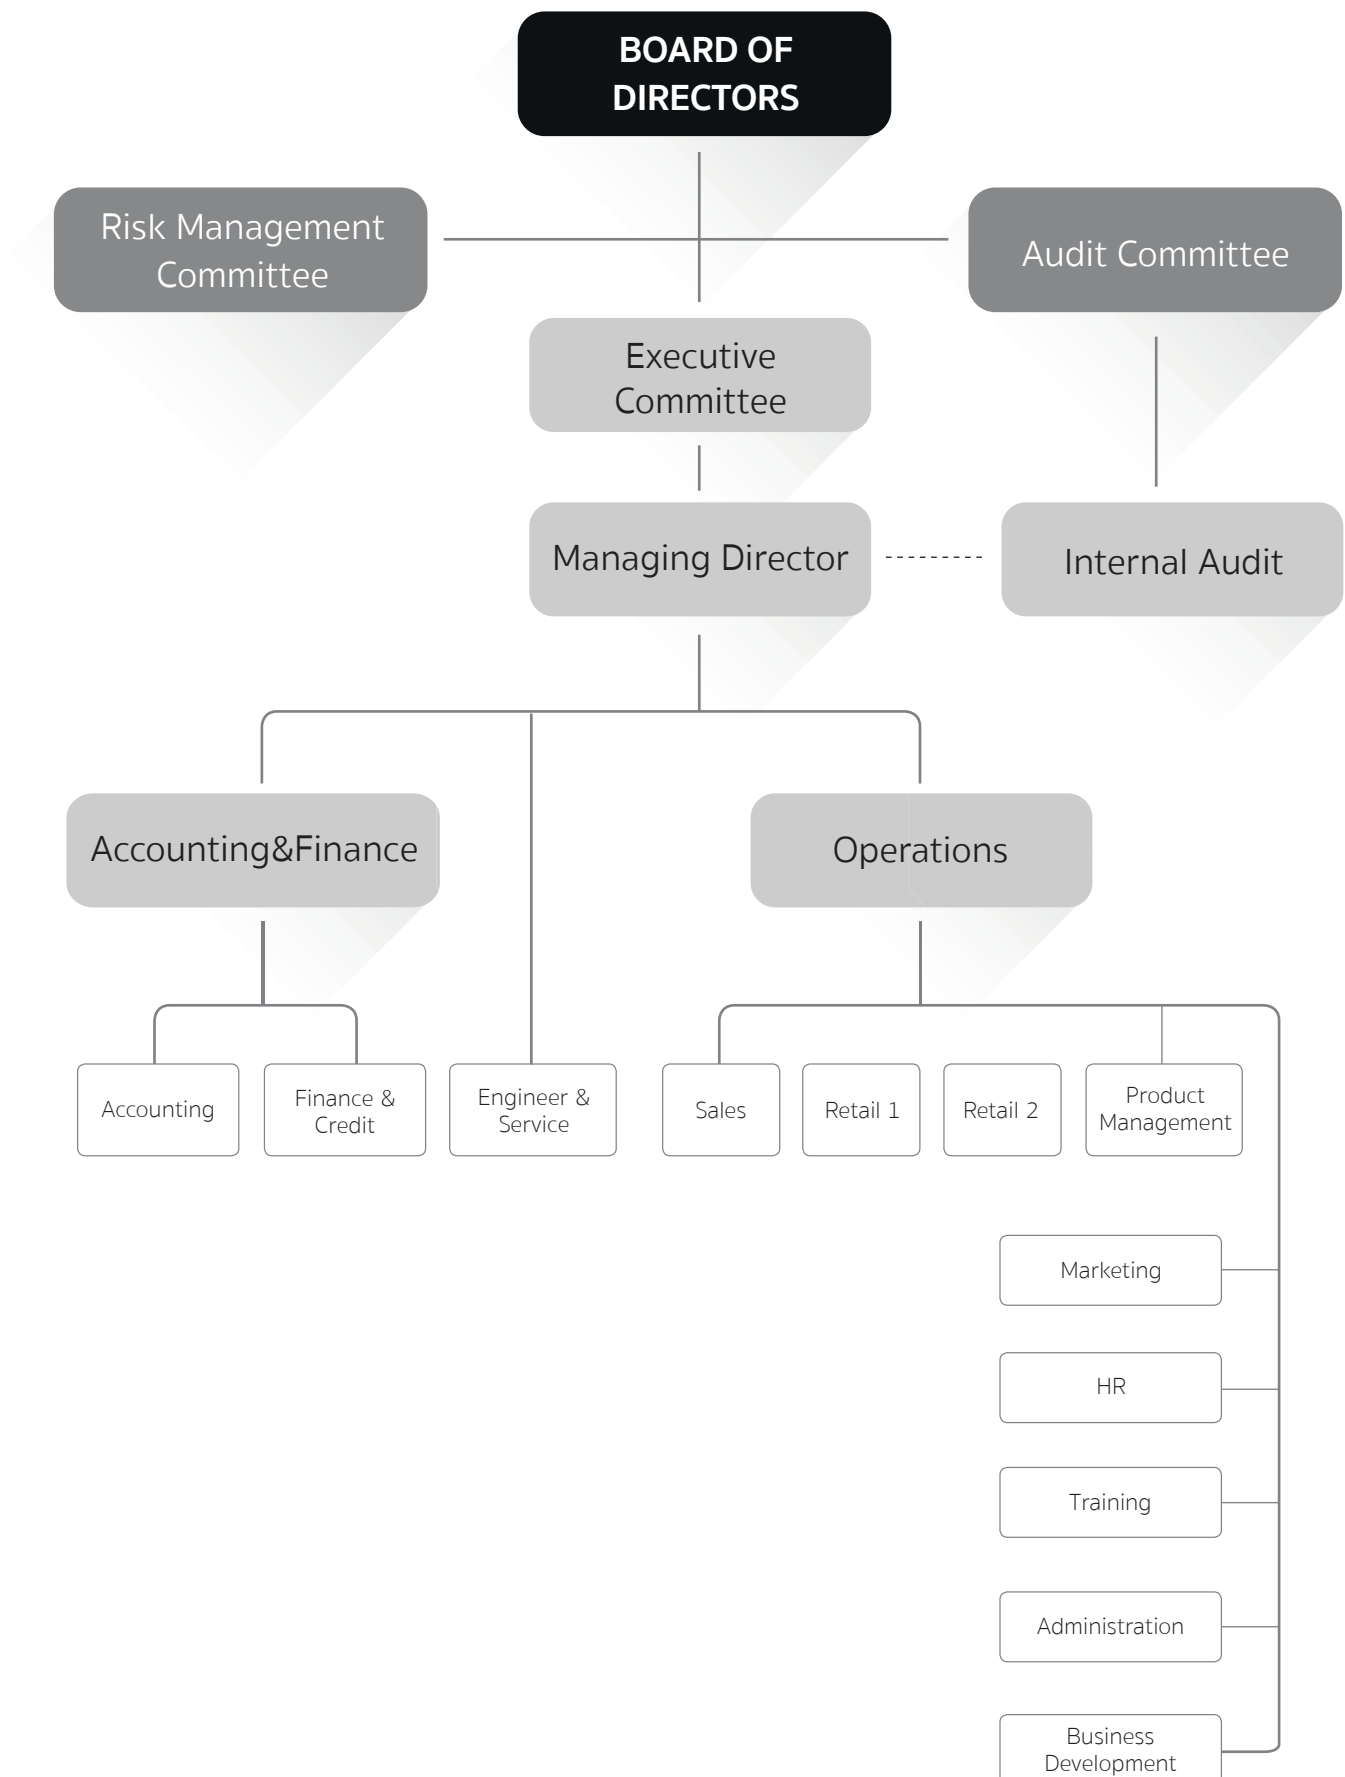 BOARD OF
DIRECTORS
Risk Management
Committee
Audit Committee
Executive
Committee
Managing Director
Internal Audit
Accounting&Finance
Operations
Accounting
Finance &
Credit
Engineer &
Service
Sales
Retail 1
Retail 2
Product
Management
Marketing
HR
Training
Administration
Business
Development